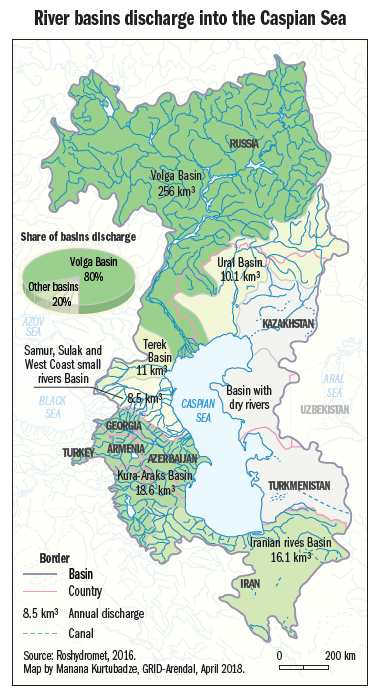 River basins discharge into the Caspian Sea
RUSSIA
Volga Basin
256 km³
Share of basins discharge
Volga Basin
80%
Other basins
20%
Ural Basin
10.1 km³
AZOV
SEA
KAZAKHSTAN
Terek
Basin
11 km³
Samur, Sulak and
West Coast small
rivers Basin
8.5 km³
BLACK
SEA
CASPIAN
SEA
Basin with
dry rivers
ARAL
SEA
UZBEKISTAN
GEORGIA
TURKEY
ARMENIA
AZERBAIJAN
Kura-Araks Basin
18.6 km³
TURKMENISTAN
Iranian rives Basin
16.1 km³
IRAN
Border
Basin
Country
8.5 km³ Annual discharge
Canal
Source: Roshydromet, 2016.
Map by Manana Kurtubadze, GRID-Arendal, April 2018.
0 200 km